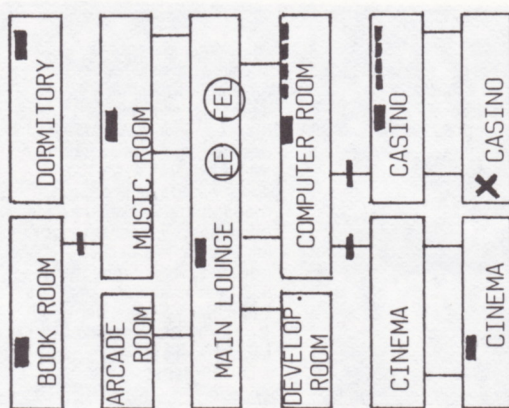 DORMITORY
BOOK ROOM
MUSIC ROOM
ARCADE
ROOM
LE FEL
MAIN LOUNGE
COMPUTER ROOM
DEVELOP.
ROOM
CASINO
CINEMA
X CASINO
CINEMA